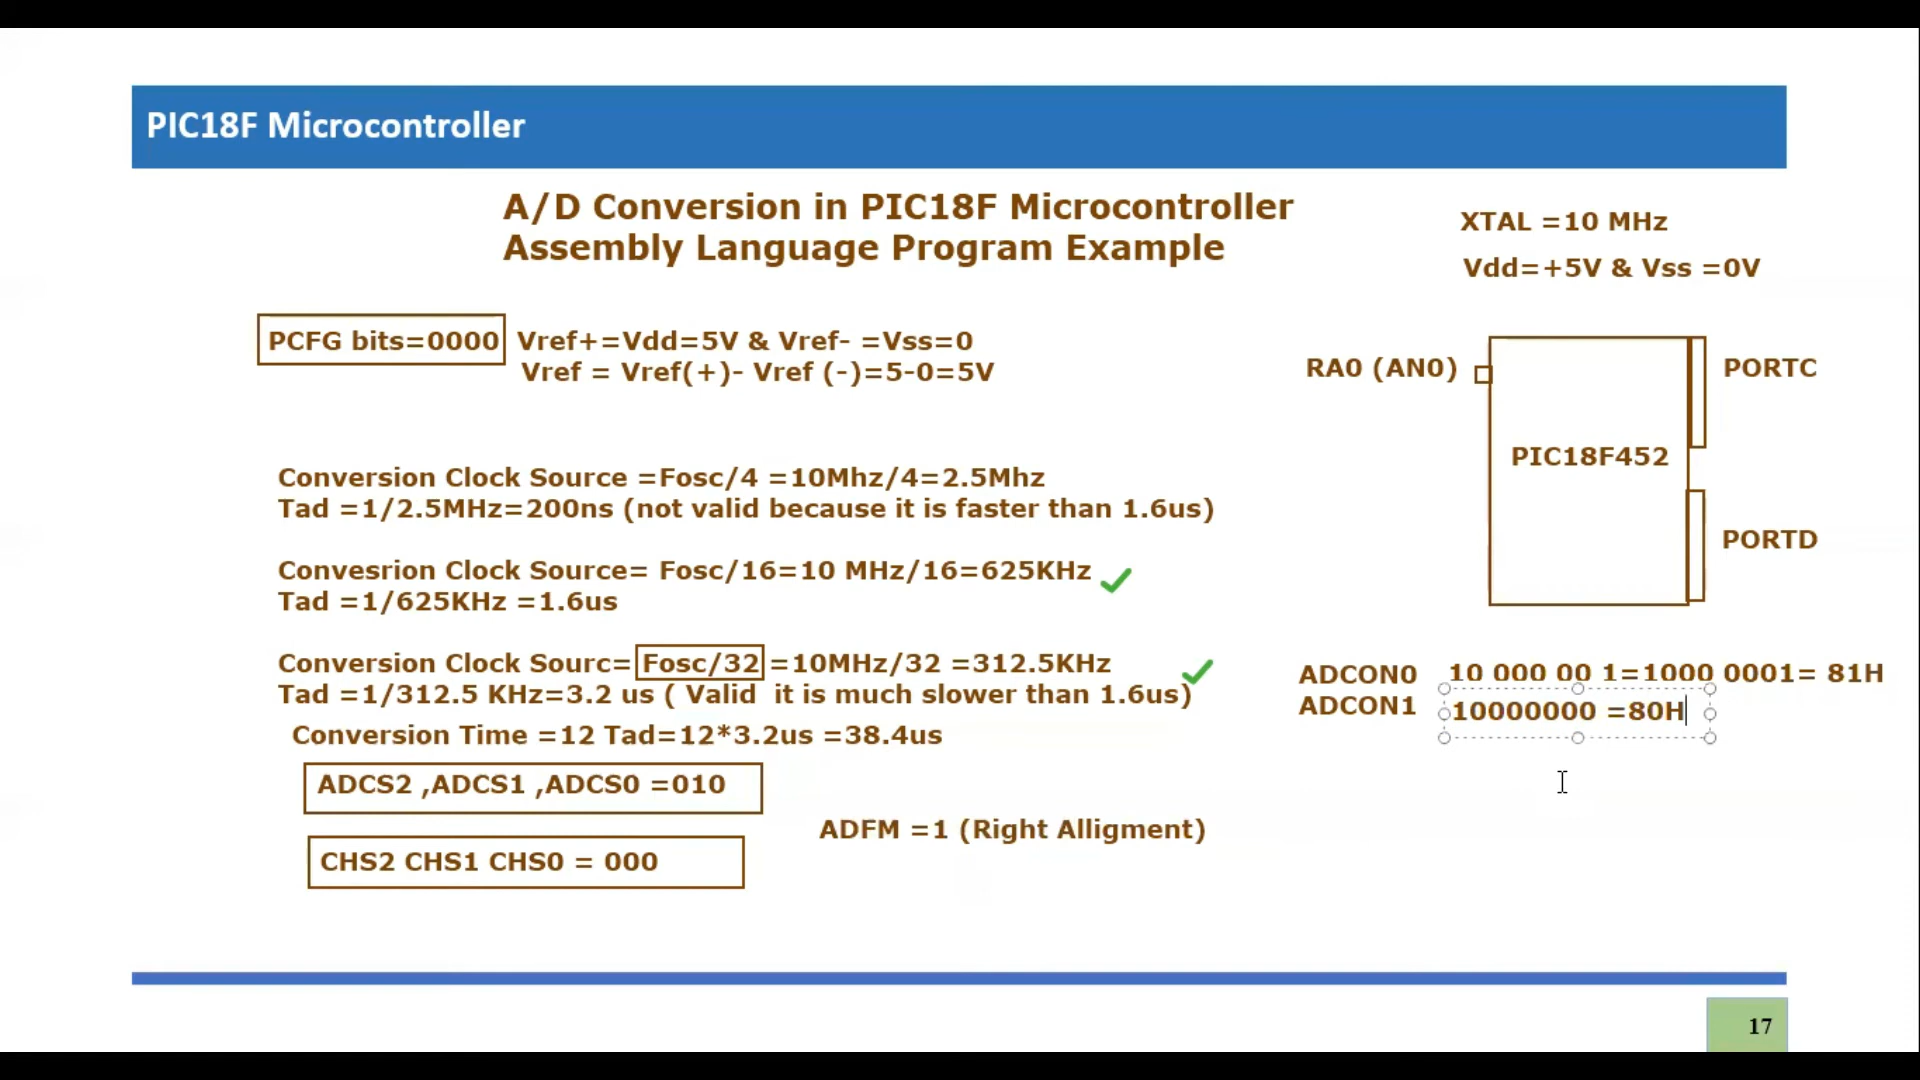 PIC18F Microcontroller
A/D Conversion in PIC18F Microcontroller
Assembly Language Program Example
XTAL =10 MHz
Vdd=+5V & Vss =0V
PCFG bits=0000 Vref+=Vdd=5V & Vref- =Vss=0
Vref = Vref(+)- Vref (-)=5-0=5V
RA0 (AN0)
PORTC
PIC18F452
PORTD
Conversion Clock Source =Fosc/4 =10Mhz/4=2.5Mhz
Tad =1/2.5MHz=200ns (not valid because it is faster than 1.6us)
Convesrion Clock Source= Fosc/16=10 MHz/16=625KHz
Tad =1/625KHz =1.6us
Conversion Clock Sourc= Fosc/32 =10MHz/32 =312.5KHz
Tad =1/312.5 KHz=3.2 us ( Valid it is much slower than 1.6us)
Conversion Time =12 Tad=12*3.2us =38.4us
ADCS2 ,ADCS1 ,ADCS0 =010
CHS2 CHS1 CHS0 = 000
ADFM =1 (Right Alligment)
ADCON0 10 000 00 1=1000 0001= 81H
ADCON1 10000000 =80H
17